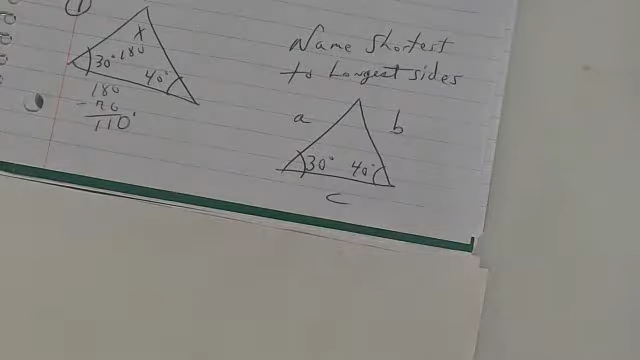 1
x
30° 180
40°
180
- 70
110°
Name Shortest
to Longest sides
a
b
30° 40°
c